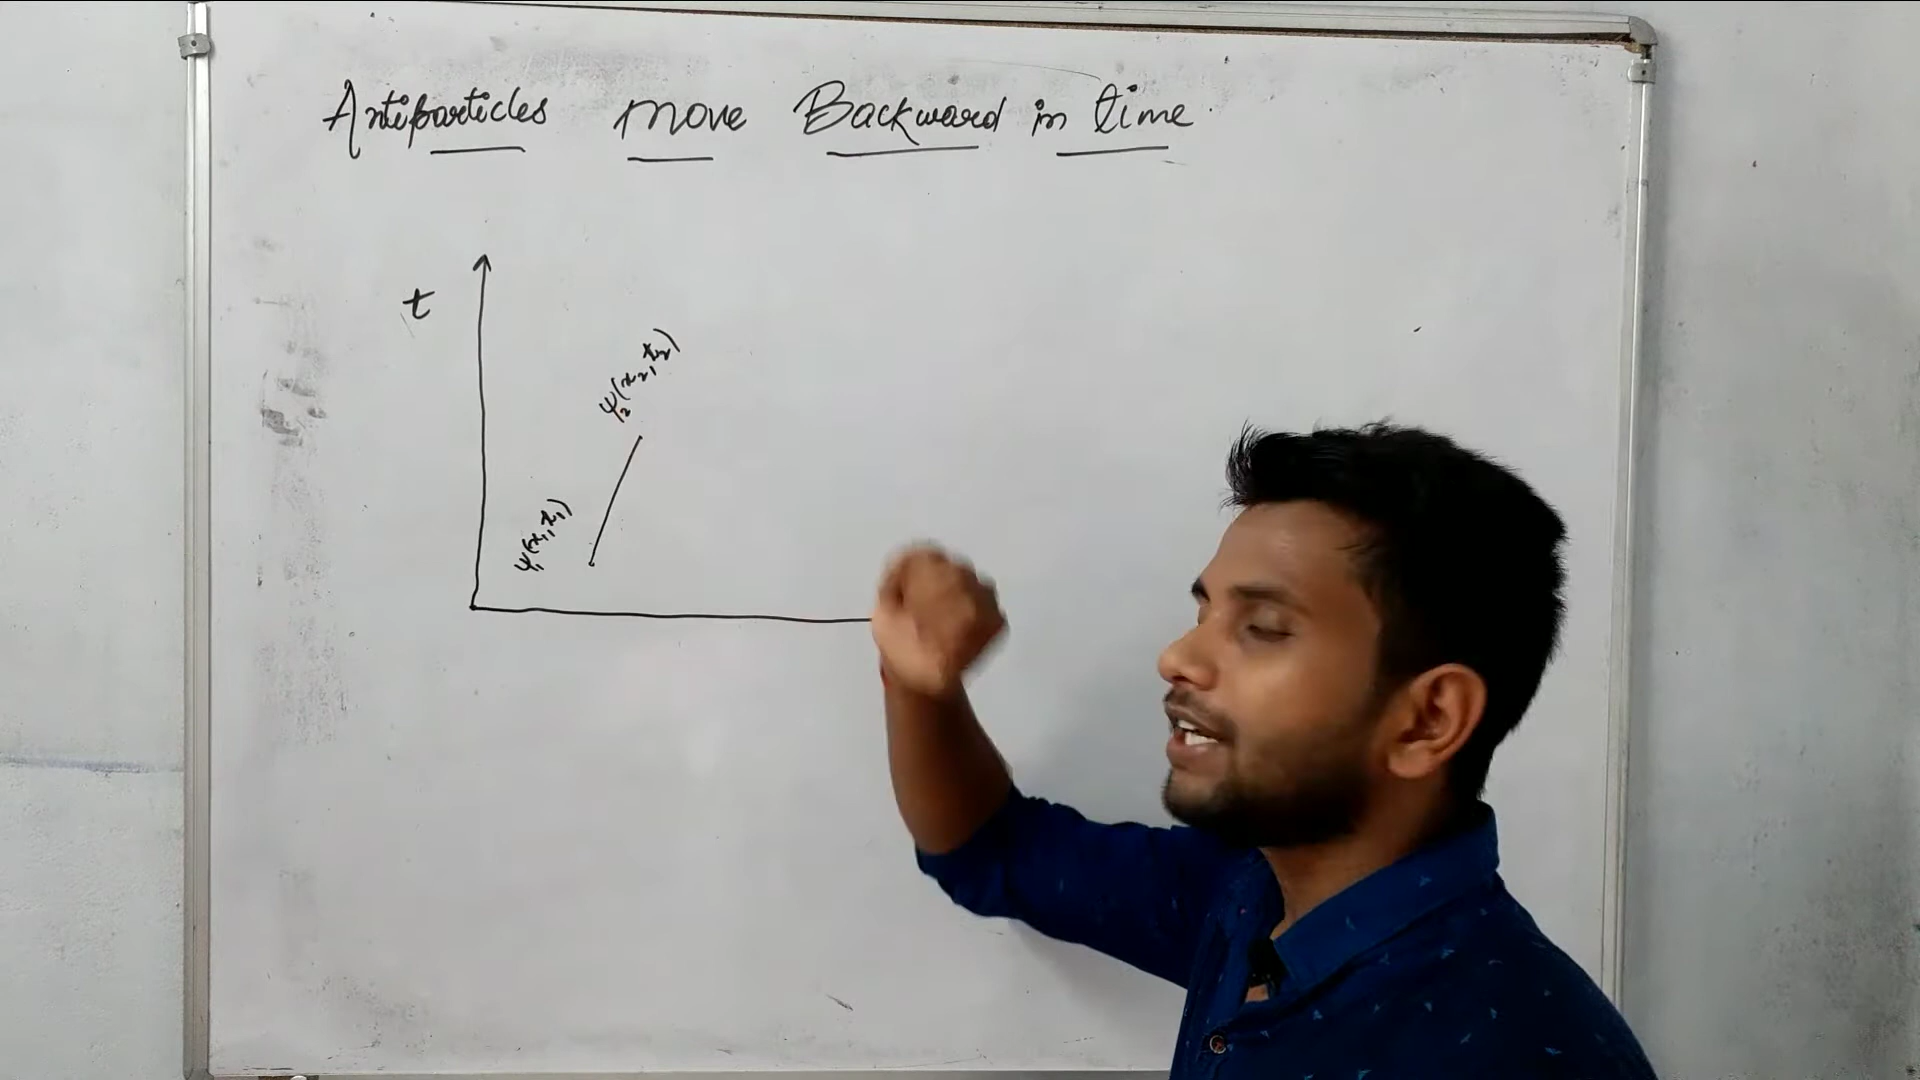 Antiparticles move Backward in time.
t
ψ₂(x₂, t₂)
ψ₁(x₁, t₁)